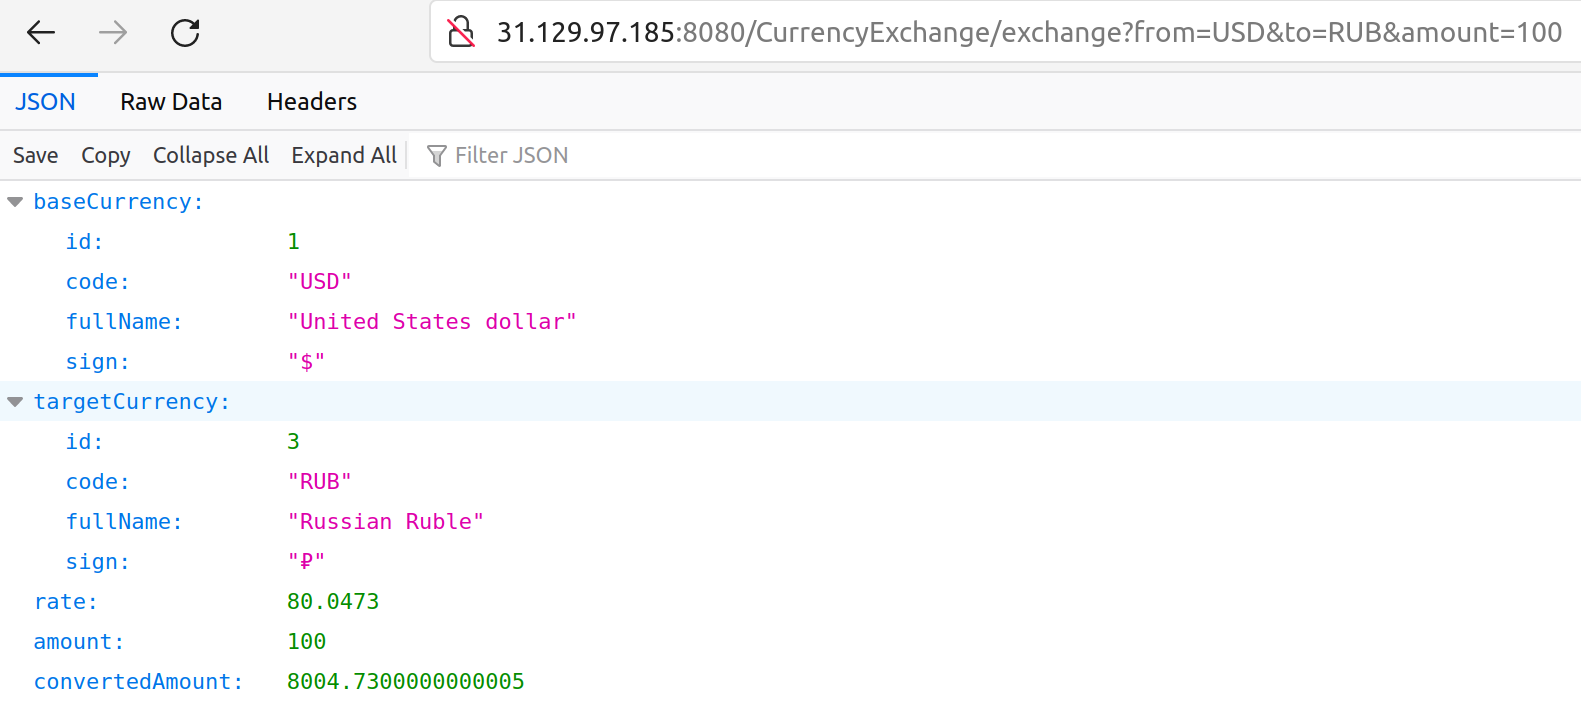 31.129.97.185:8080/CurrencyExchange/exchange?from=USD&to=RUB&amount=100
JSON Raw Data Headers
Save Copy Collapse All Expand All Filter JSON
baseCurrency:
id: 1
code: "USD"
fullName: "United States dollar"
sign: "$"
targetCurrency:
id: 3
code: "RUB"
fullName: "Russian Ruble"
sign: "₽"
rate: 80.0473
amount: 100
convertedAmount: 8004.7300000000005